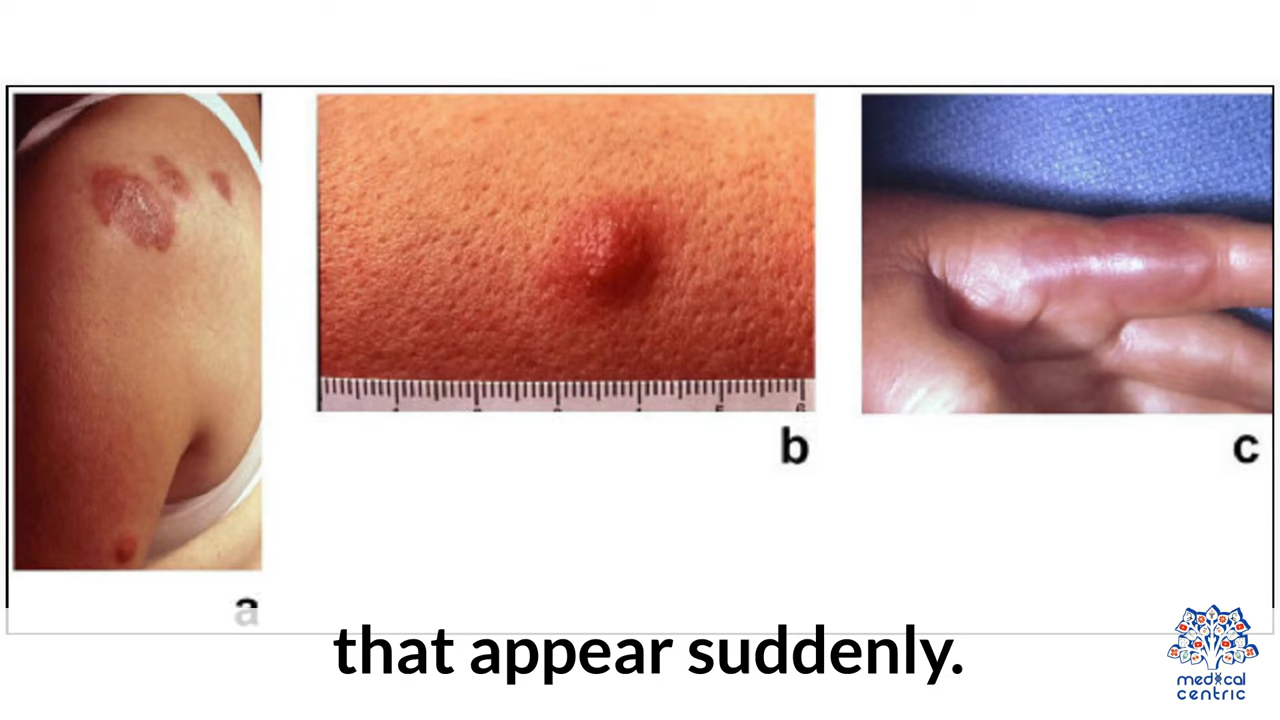 a
b
c
that appear suddenly.
medical
centric